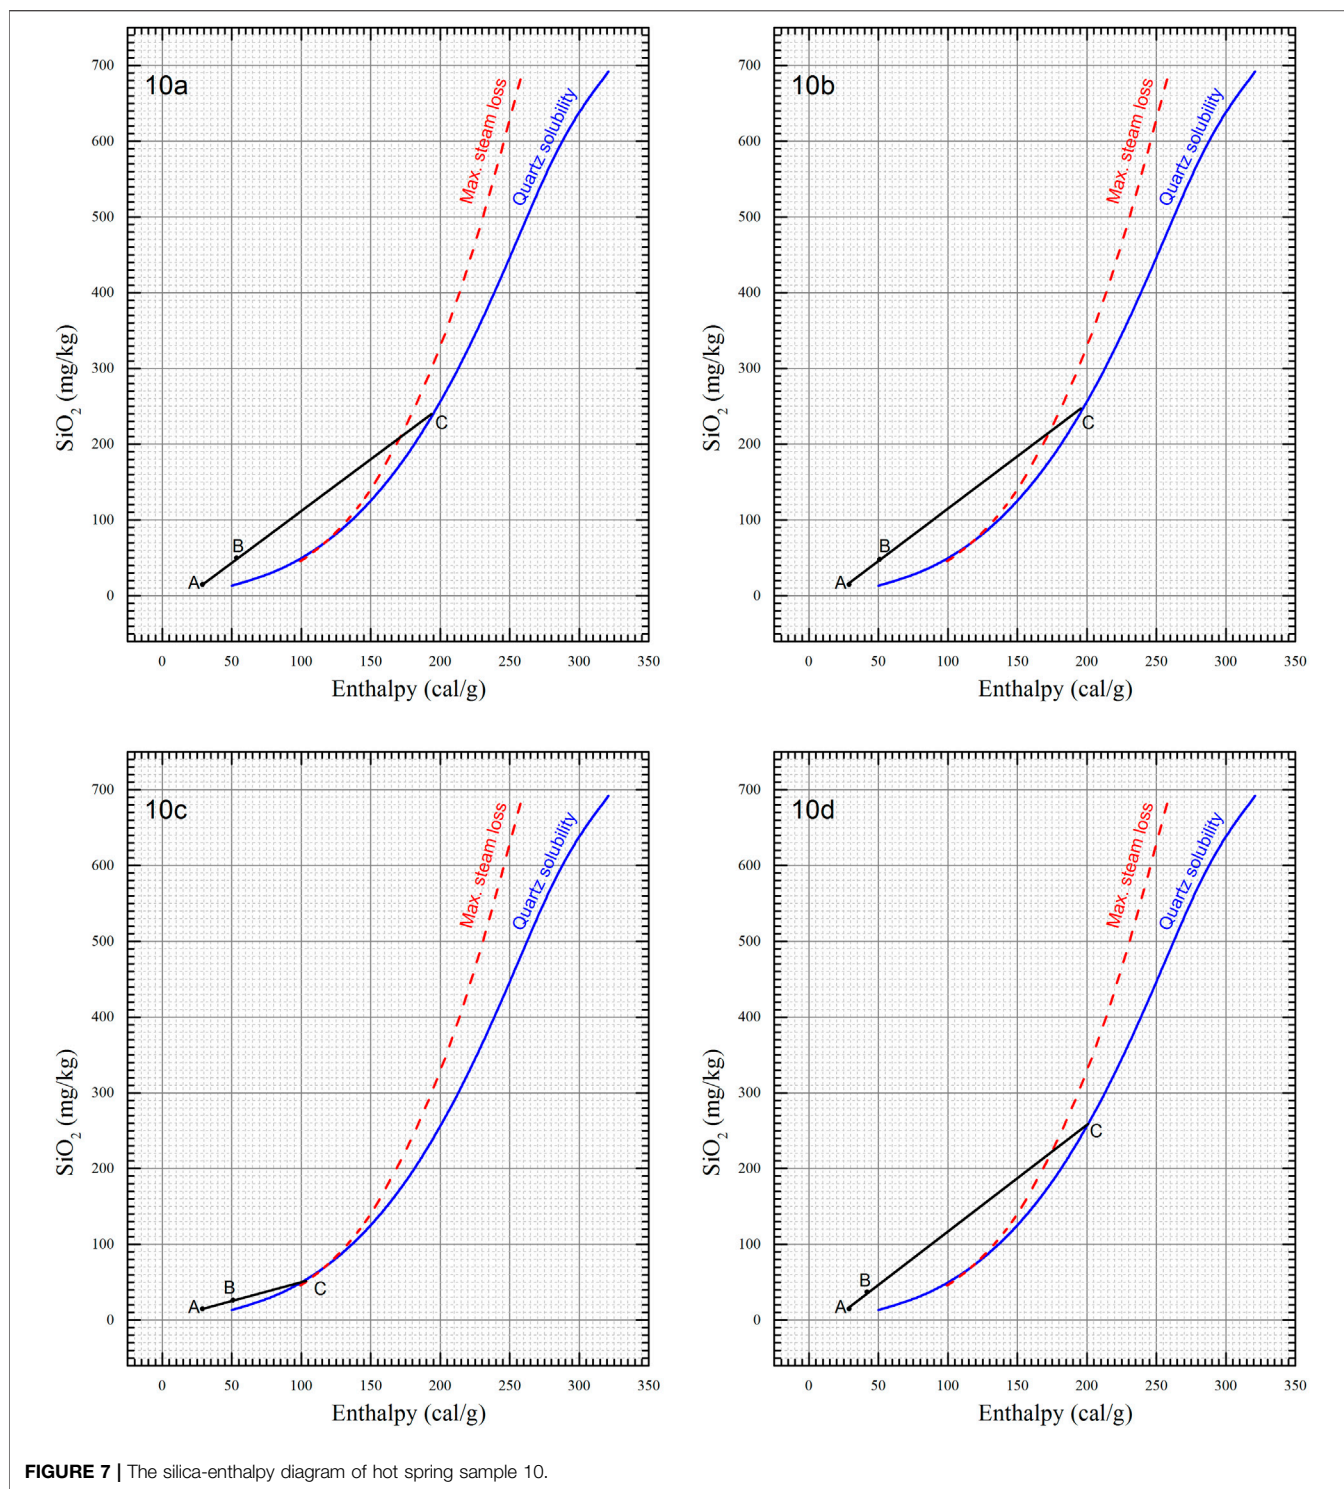 10a
700
600
500
400
300
200
100
0
SiO2 (mg/kg)
Max. steam loss
Quartz solubility
A
B
C
0 50 100 150 200 250 300 350
Enthalpy (cal/g)
10b
700
600
500
400
300
200
100
0
SiO2 (mg/kg)
Max. steam loss
Quartz solubility
A
B
C
0 50 100 150 200 250 300 350
Enthalpy (cal/g)
10c
700
600
500
400
300
200
100
0
SiO2 (mg/kg)
Max. steam loss
Quartz solubility
A
B
C
0 50 100 150 200 250 300 350
Enthalpy (cal/g)
10d
700
600
500
400
300
200
100
0
SiO2 (mg/kg)
Max. steam loss
Quartz solubility
A
B
C
0 50 100 150 200 250 300 350
Enthalpy (cal/g)
FIGURE 7 | The silica-enthalpy diagram of hot spring sample 10.